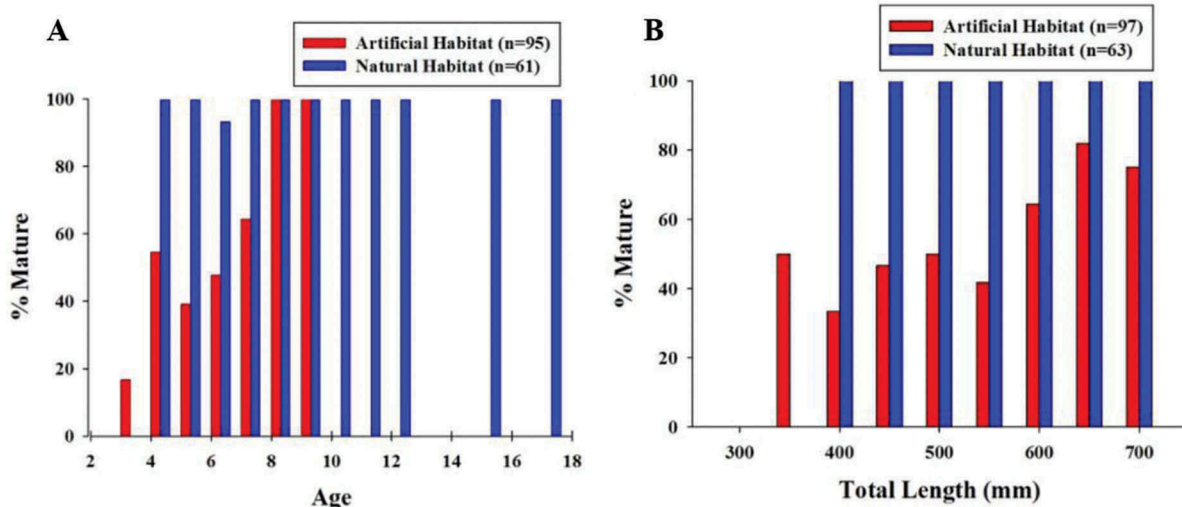 A
Artificial Habitat (n=95)
Natural Habitat (n=61)
100
80
60
40
20
0
% Mature
2 4 6 8 10 12 14 16 18
Age
B
Artificial Habitat (n=97)
Natural Habitat (n=63)
100
80
60
40
20
0
% Mature
300 400 500 600 700
Total Length (mm)